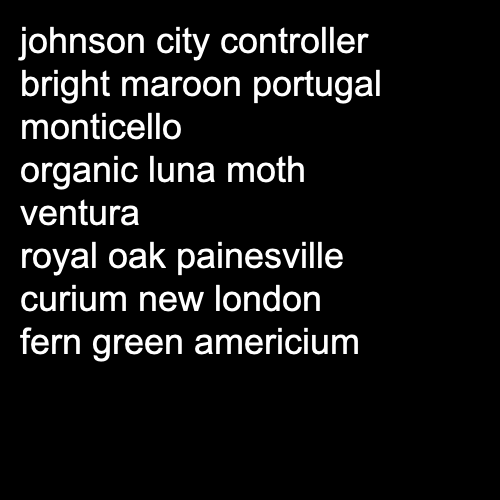 johnson city controller
bright maroon portugal
monticello
organic luna moth
ventura
royal oak painesville
curium new london
fern green americium